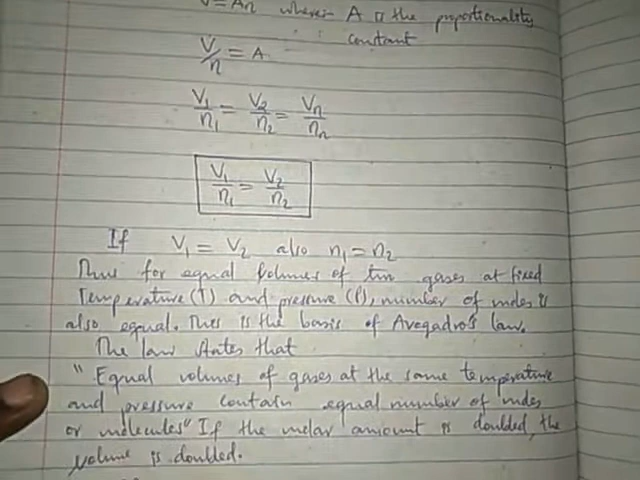 V = An where A is the proportionality
constant
V/n = A
V1/n1 = V2/n2 = Vn/nn
V1/n1 = V2/n2
If V1 = V2 also n1 = n2
Thus for equal Volumes of two gases at fixed
Temperature (T) and pressure (P), number of moles is
also equal. This is the basis of Avegadro's law.
The law states that
"Equal volumes of gases at the same temperature
and pressure contain equal number of moles
or molecules" If the molar amount is doubled, the
volume is doubled.